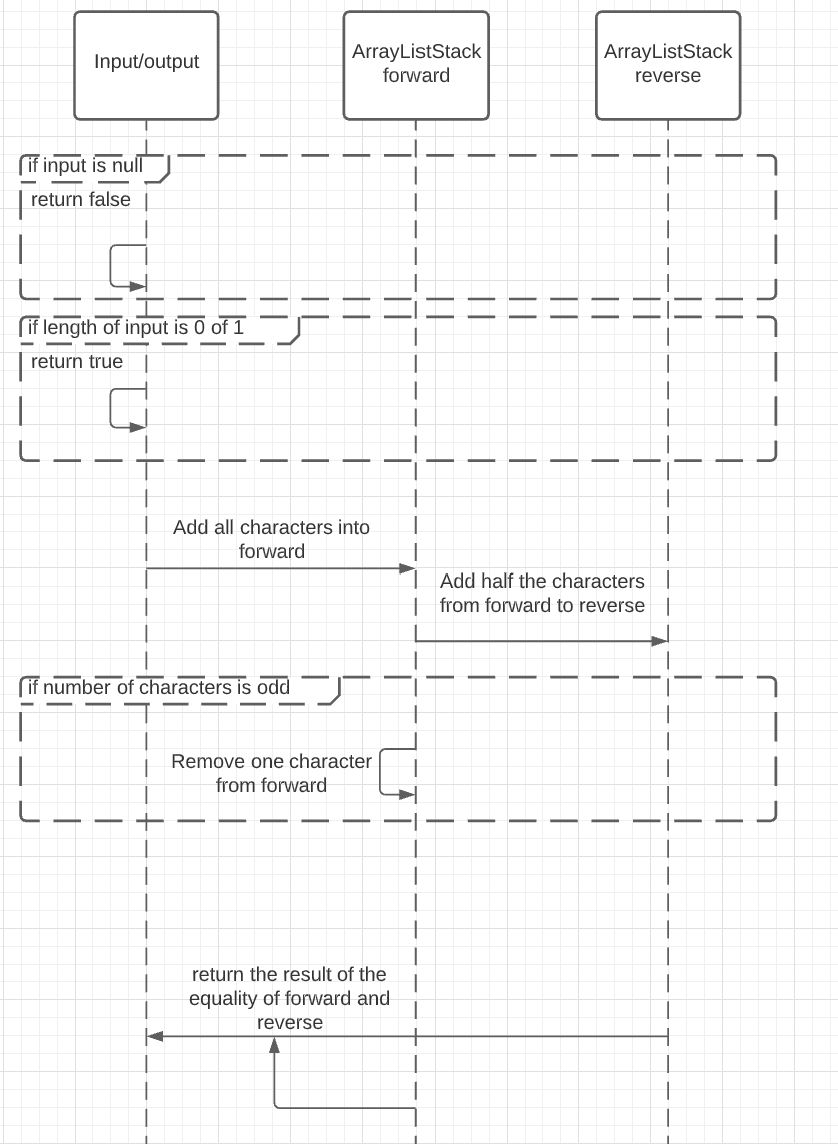 Input/output
ArrayListStack
forward
ArrayListStack
reverse
if input is null
return false
if length of input is 0 of 1
return true
Add all characters into
forward
Add half the characters
from forward to reverse
if number of characters is odd
Remove one character
from forward
return the result of the
equality of forward and
reverse